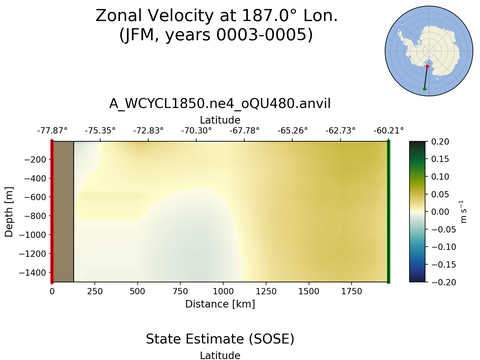 Zonal Velocity at 187.0° Lon.
(JFM, years 0003-0005)
A_WCYCL1850.ne4_oQU480.anvil
Latitude
-77.87° -75.35° -72.83° -70.30° -67.78° -65.26° -62.73° -60.21°
Depth [m]
−200
−400
−600
−800
−1000
−1200
−1400
0 250 500 750 1000 1250 1500 1750
Distance [km]
0.20
0.15
0.10
0.05
0.00
−0.05
−0.10
−0.15
−0.20
m s⁻¹
State Estimate (SOSE)
Latitude